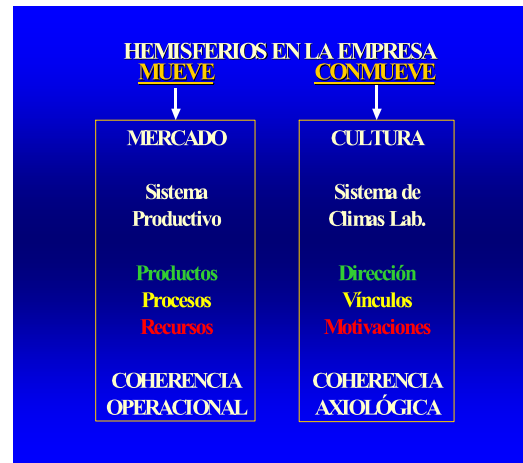 HEMISFERIOS EN LA EMPRESA
MUEVE
CONMUEVE
MERCADO
Sistema
Productivo
Productos
Procesos
Recursos
COHERENCIA
OPERACIONAL
CULTURA
Sistema de
Climas Lab.
Dirección
Vínculos
Motivaciones
COHERENCIA
AXIOLÓGICA